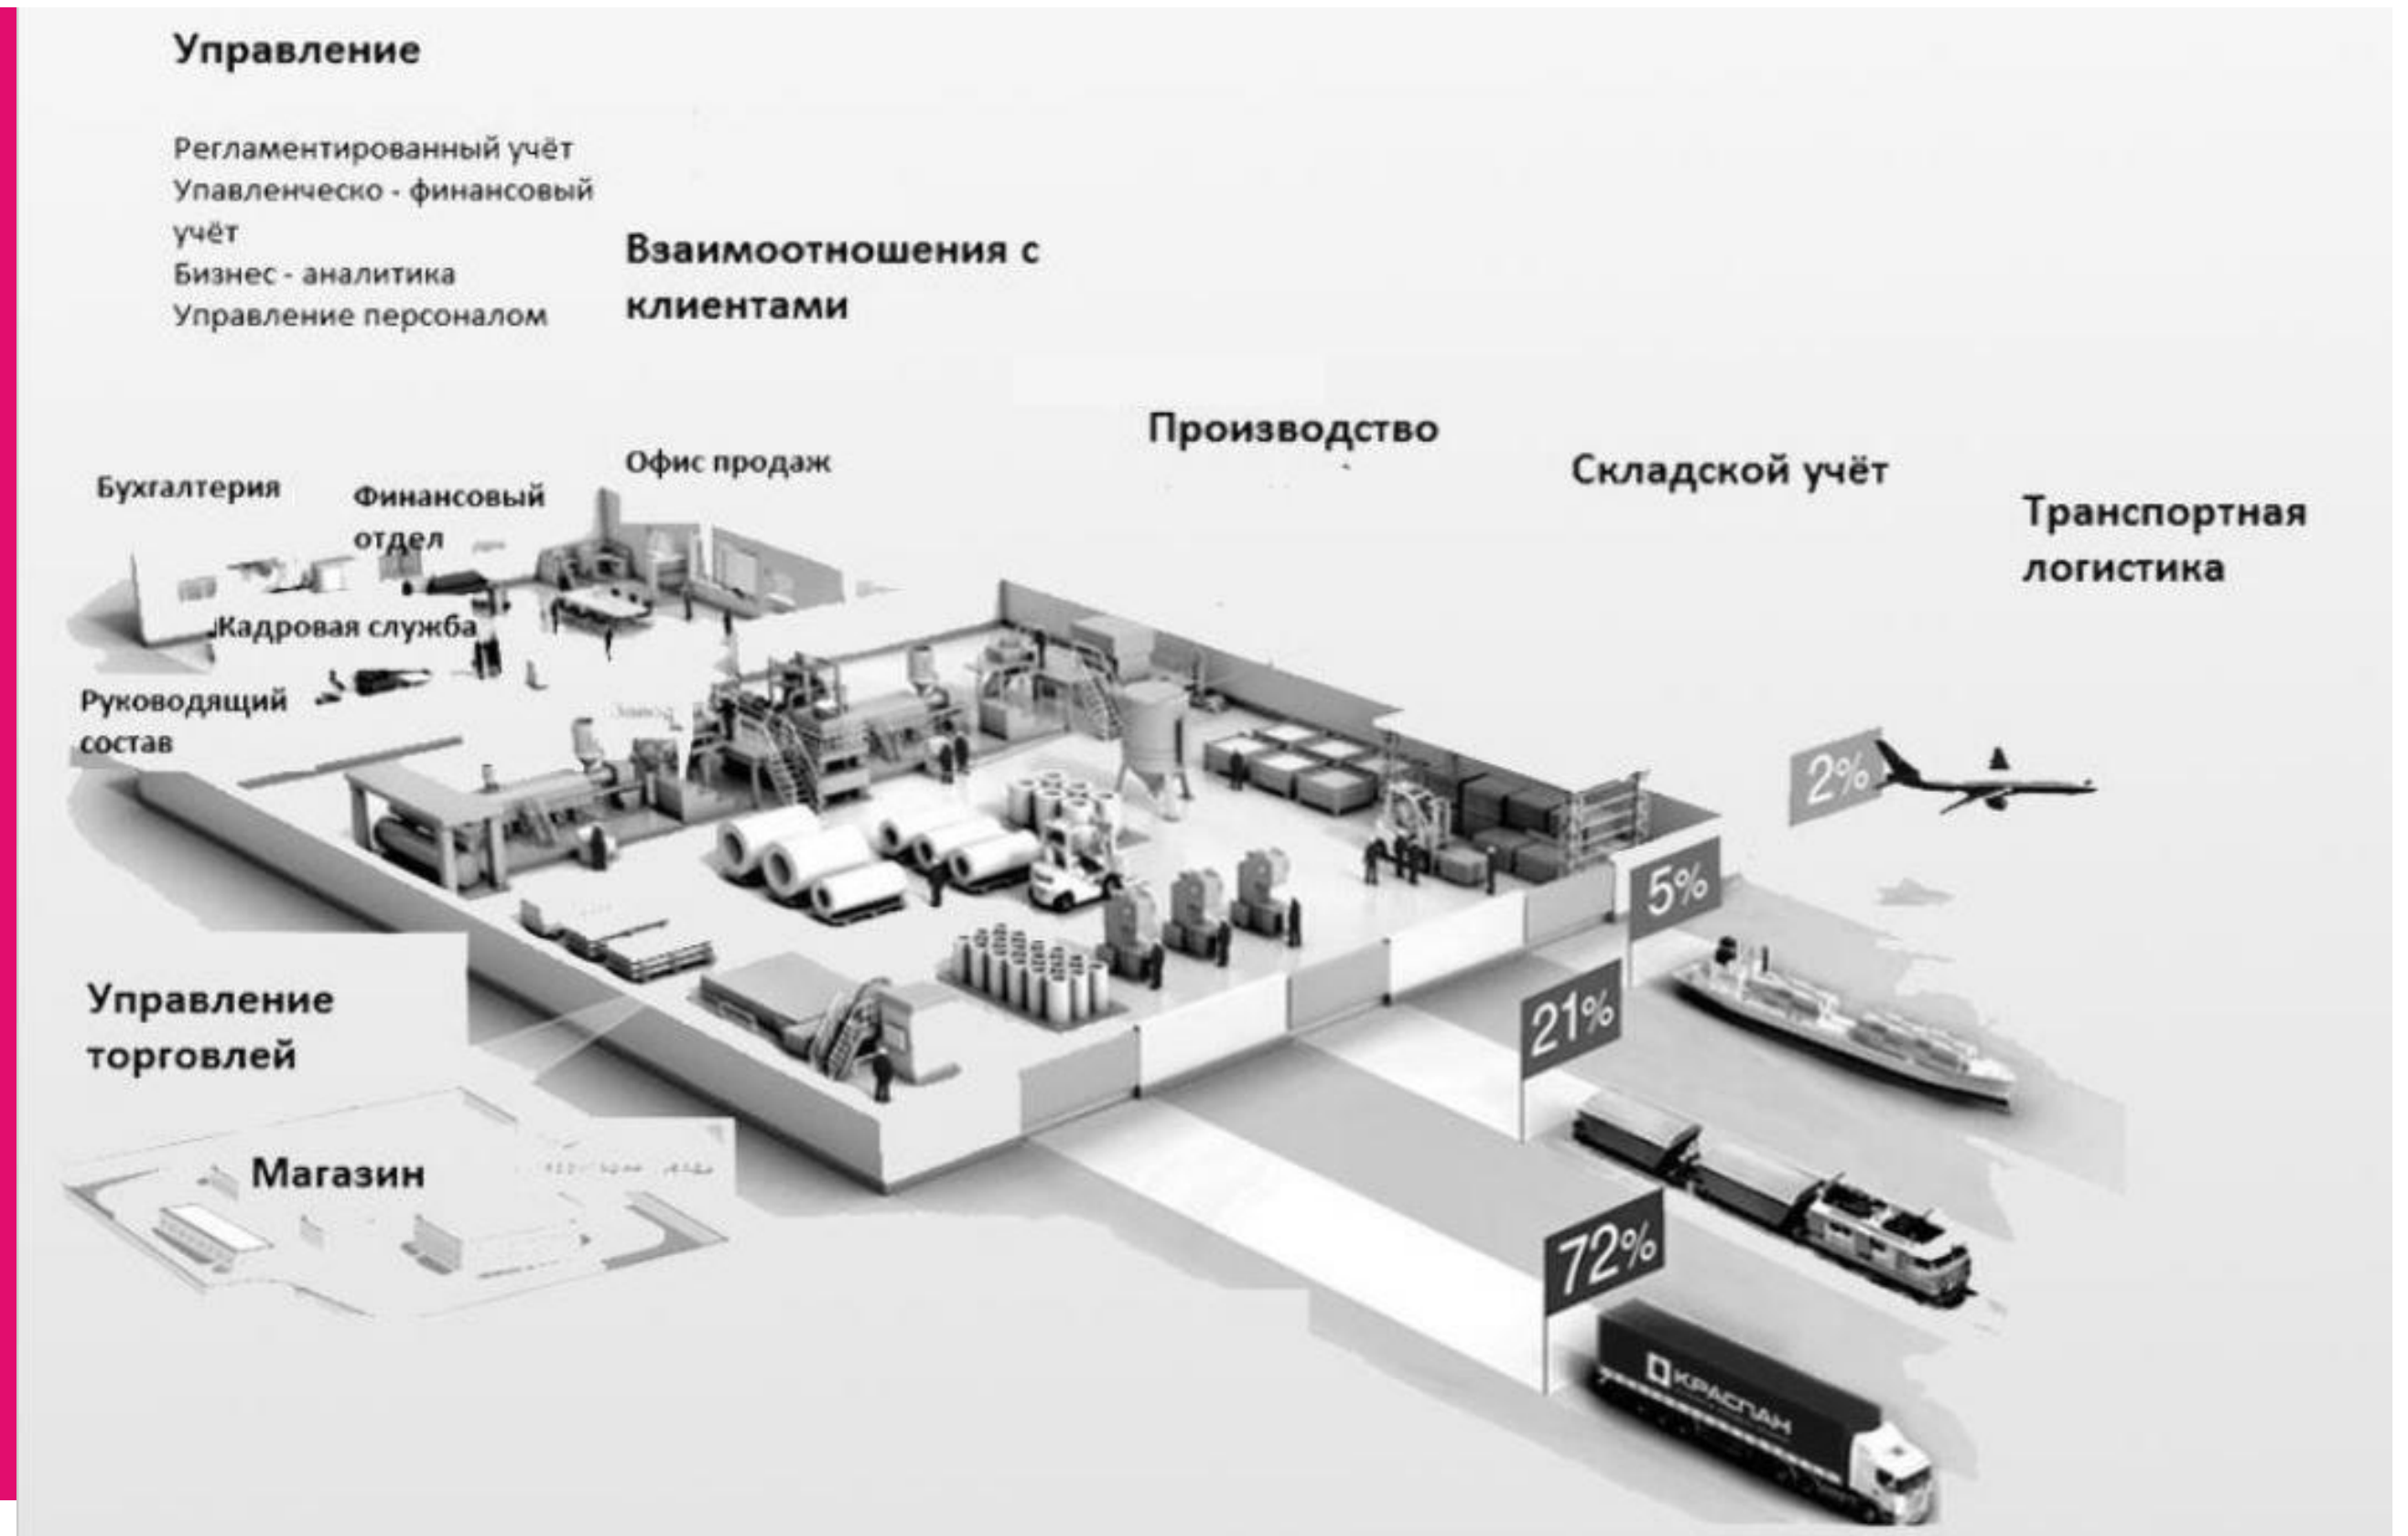 Управление
Регламентированный учёт
Упавленческо - финансовый
учёт
Бизнес - аналитика
Управление персоналом
Взаимоотношения с
клиентами
Производство
Складской учёт
Транспортная
логистика
Офис продаж
Бухгалтерия
Финансовый
отдел
Кадровая служба
Руководящий
состав
2%
5%
21%
72%
КРАСПАН
Управление
торговлей
Магазин